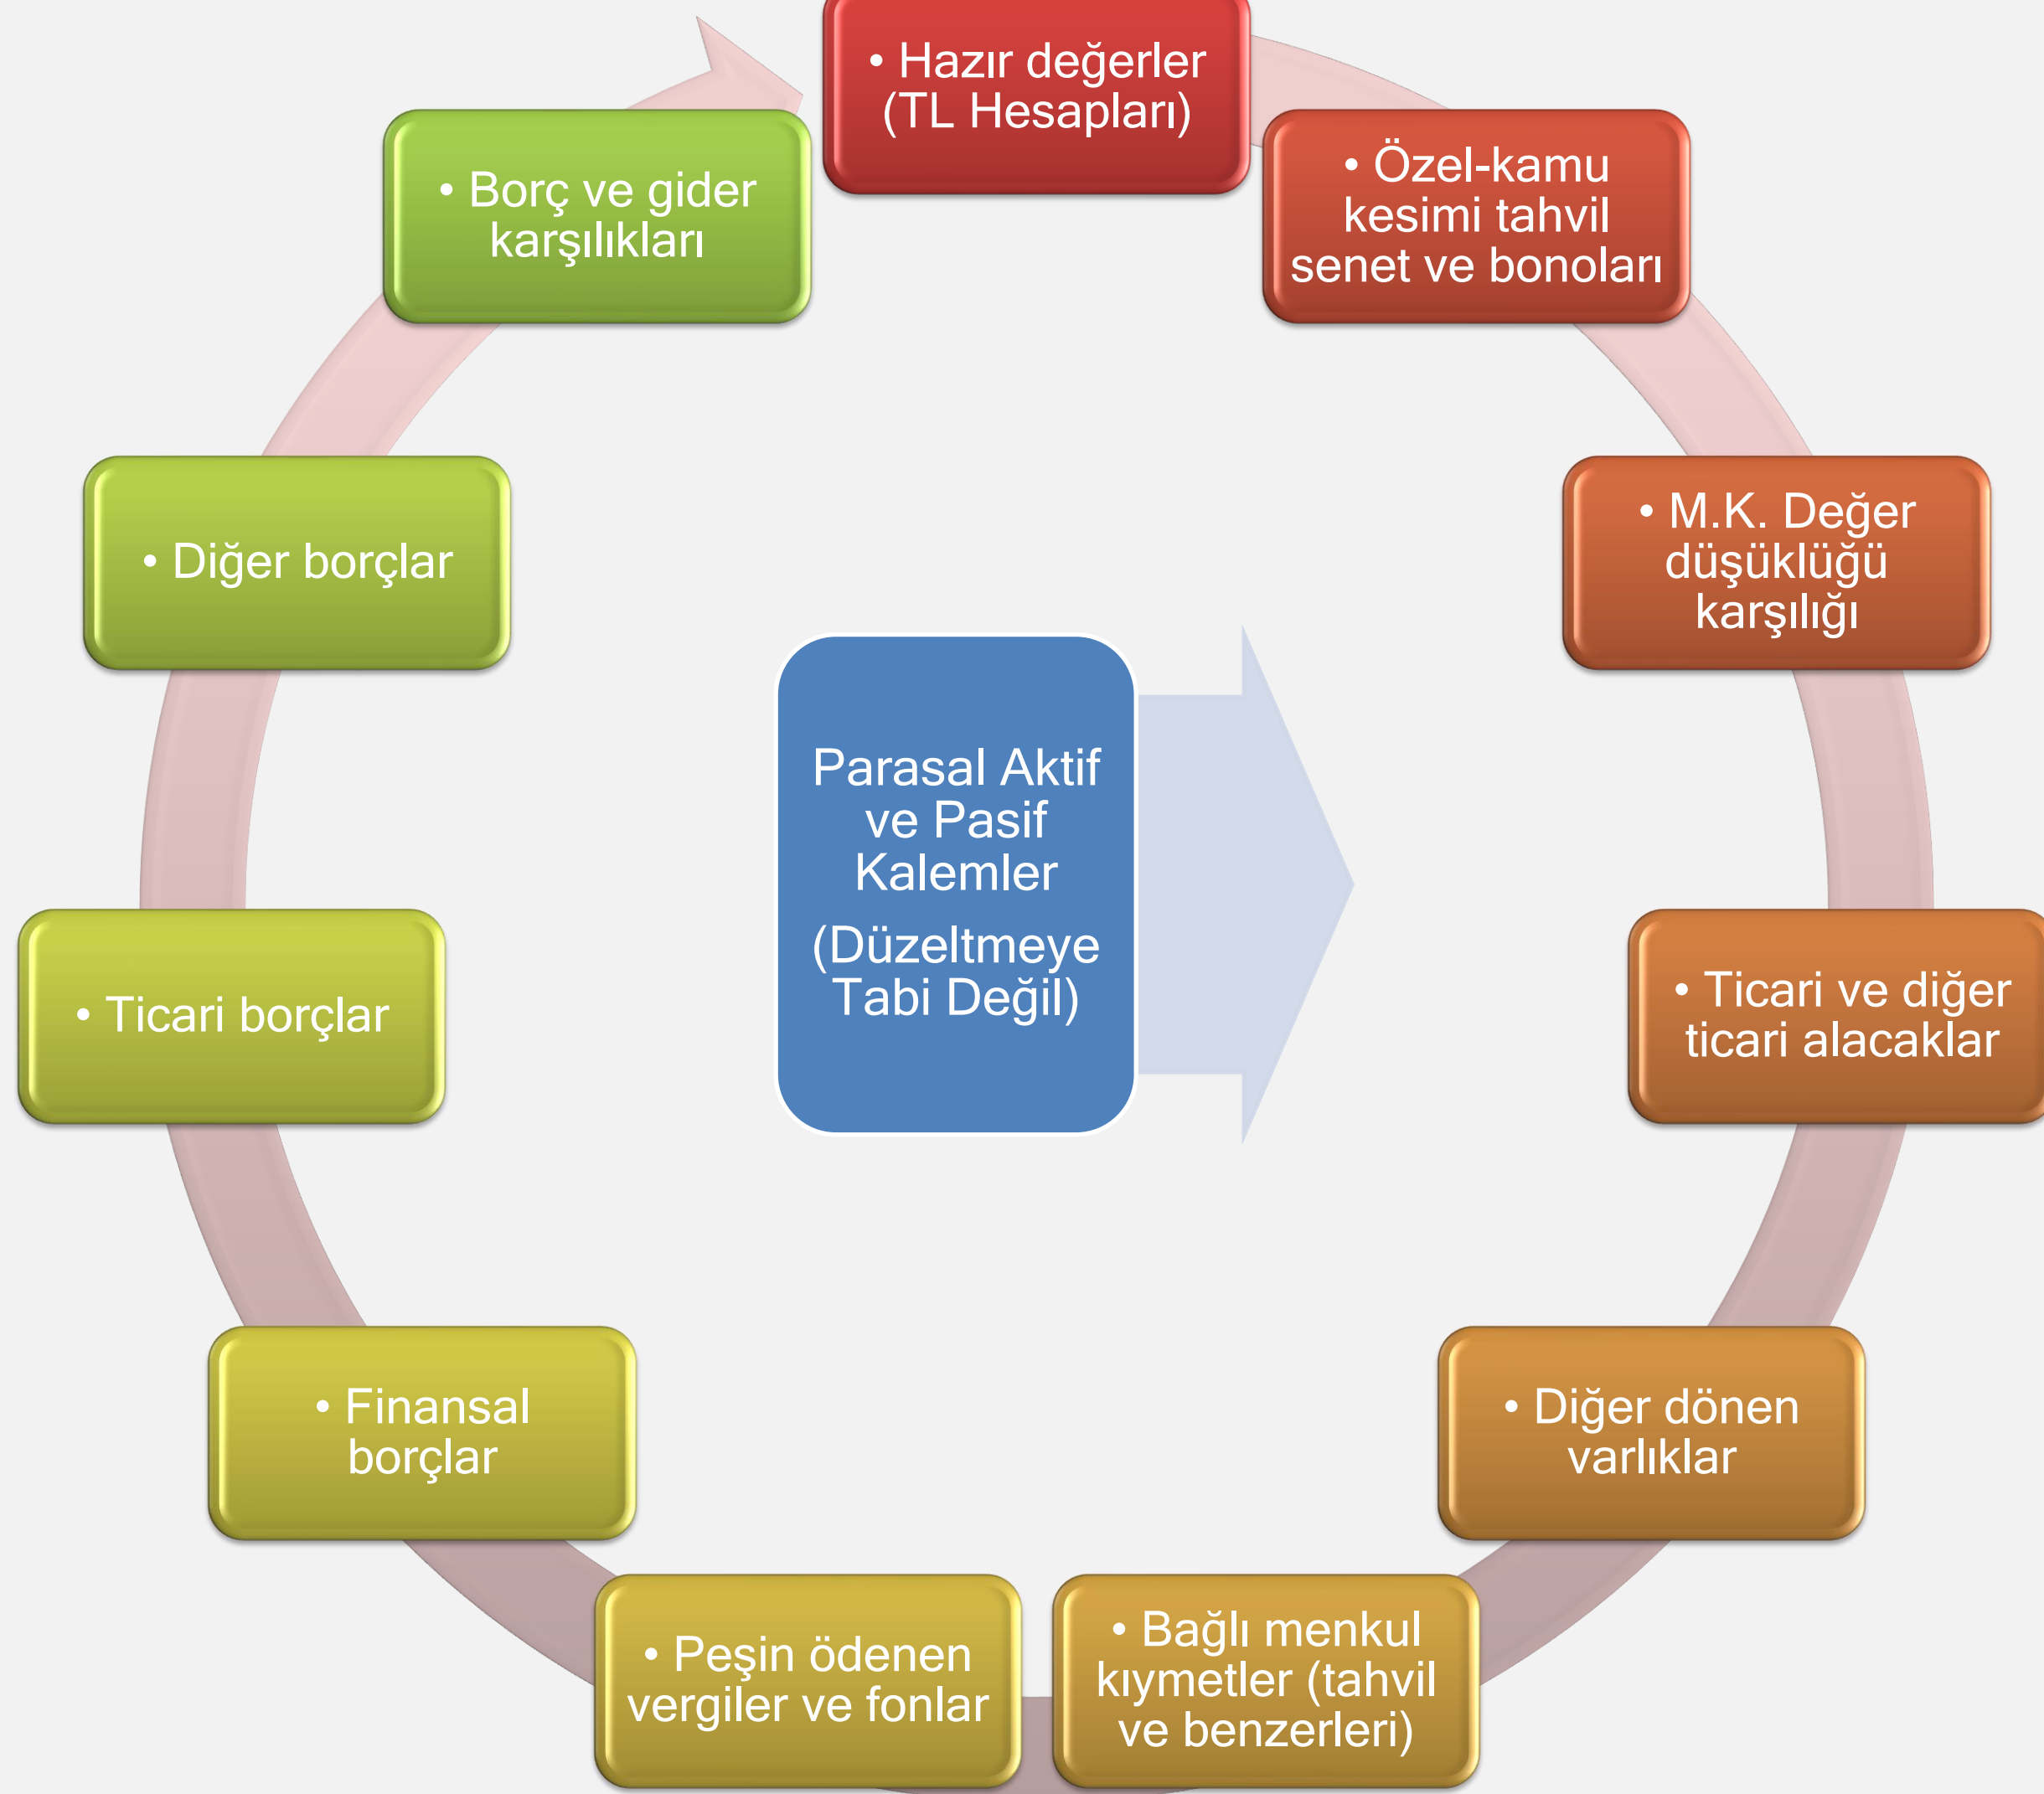 • Hazır değerler
(TL Hesapları)
• Özel-kamu
kesimi tahvil
senet ve bonoları
• M.K. Değer
düşüklüğü
karşılığı
• Ticari ve diğer
ticari alacaklar
• Diğer dönen
varlıklar
• Bağlı menkul
kıymetler (tahvil
ve benzerleri)
• Peşin ödenen
vergiler ve fonlar
• Finansal
borçlar
• Ticari borçlar
• Diğer borçlar
• Borç ve gider
karşılıkları
Parasal Aktif
ve Pasif
Kalemler
(Düzeltmeye
Tabi Değil)